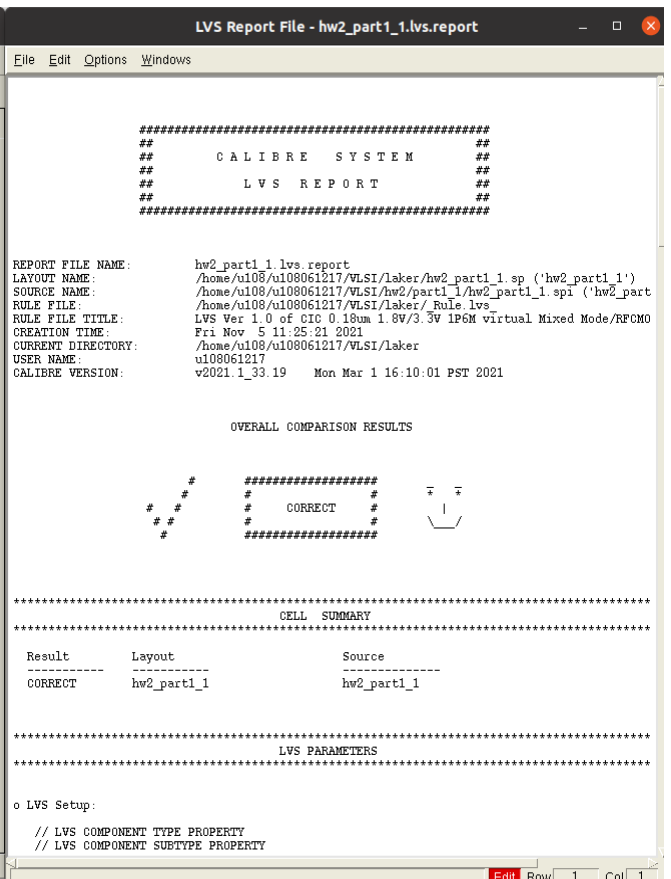 LVS Report File - hw2_part1_1.lvs.report
File Edit Options Windows
##################################################
## ##
## C A L I B R E S Y S T E M ##
## ##
## L V S R E P O R T ##
## ##
##################################################
REPORT FILE NAME: hw2_part1_1.lvs.report
LAYOUT NAME: /home/u108/u108061217/VLSI/laker/hw2_part1_1.sp ('hw2_part1_1')
SOURCE NAME: /home/u108/u108061217/VLSI/hw2/part1_1/hw2_part1_1.spi ('hw2_part
RULE FILE: /home/u108/u108061217/VLSI/laker/_Rule.lvs_
RULE FILE TITLE: LVS Ver 1.0 of CIC 0.18um 1.8V/3.3V 1P6M virtual Mixed Mode/RFCMO
CREATION TIME: Fri Nov 5 11:25:21 2021
CURRENT DIRECTORY: /home/u108/u108061217/VLSI/laker
USER NAME: u108061217
CALIBRE VERSION: v2021.1_33.19 Mon Mar 1 16:10:01 PST 2021
OVERALL COMPARISON RESULTS
# ################### _ _
# # # * *
# # # CORRECT # |
# # # # \___/
# ###################
*******************************************************************************************
CELL SUMMARY
*******************************************************************************************
Result Layout Source
----------- ----------- --------------
CORRECT hw2_part1_1 hw2_part1_1
*******************************************************************************************
LVS PARAMETERS
*******************************************************************************************
o LVS Setup:
// LVS COMPONENT TYPE PROPERTY
// LVS COMPONENT SUBTYPE PROPERTY
Edit Row 1 Col 1